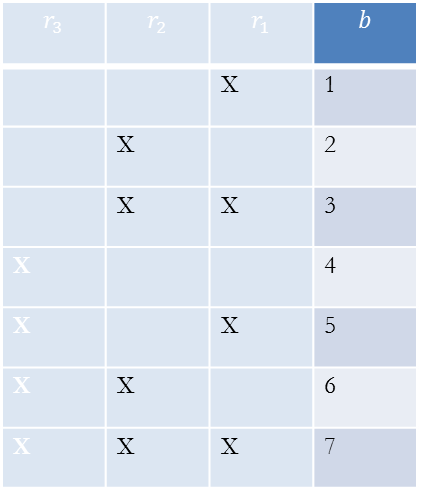 r₃ r₂ r₁ b
X 1
X 2
X X 3
X 4
X X 5
X X 6
X X X 7